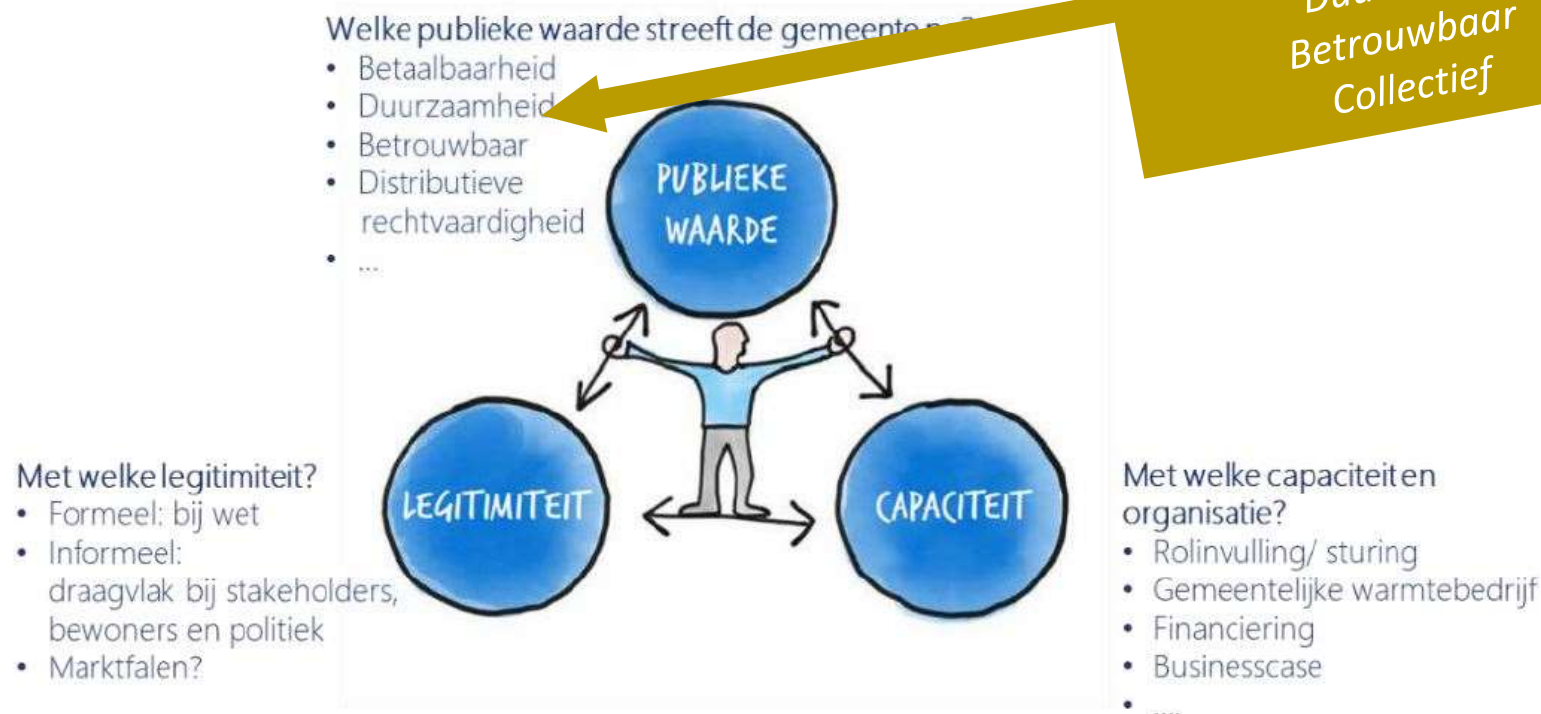 Welke publieke waarde streeft de gemeente
• Betaalbaarheid
• Duurzaamheid
• Betrouwbaar
• Distributieve
rechtvaardigheid
• ...
Betrouwbaar
Collectief
PUBLIEKE
WAARDE
LEGITIMITEIT
CAPACITEIT
Met welke legitimiteit?
• Formeel: bij wet
• Informeel:
draagvlak bij stakeholders,
bewoners en politiek
• Marktfalen?
Met welke capaciteit en
organisatie?
• Rolinvulling/ sturing
• Gemeentelijke warmtebedrijf
• Financiering
• Businesscase
• ....